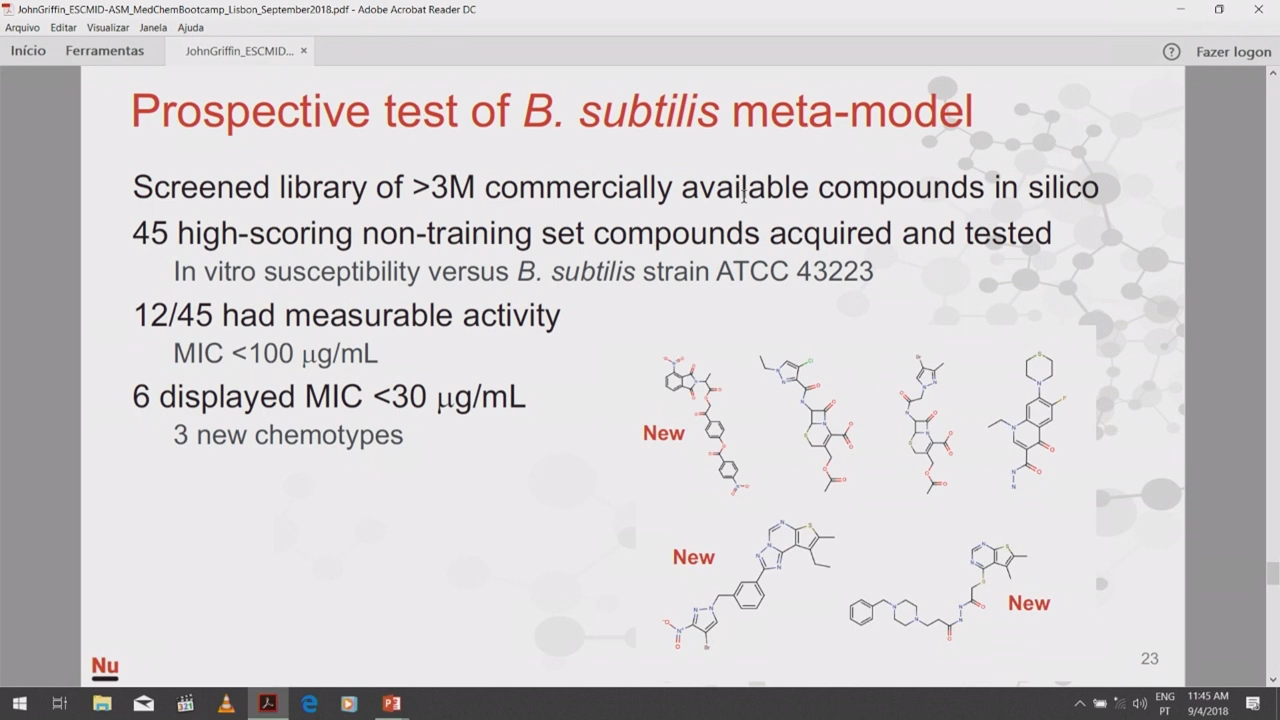 JohnGriffin_ESCMID-ASM_MedChemBootcamp_Lisbon_September2018.pdf - Adobe Acrobat Reader DC
Arquivo Editar Visualizar Janela Ajuda
Início Ferramentas JohnGriffin_ESCMID... × Fazer logon
Prospective test of B. subtilis meta-model
Screened library of >3M commercially available compounds in silico
45 high-scoring non-training set compounds acquired and tested
In vitro susceptibility versus B. subtilis strain ATCC 43223
12/45 had measurable activity
MIC <100 µg/mL
6 displayed MIC <30 µg/mL
3 new chemotypes
New
New
New
Nu
23
ENG
PT
11:45 AM
9/4/2018